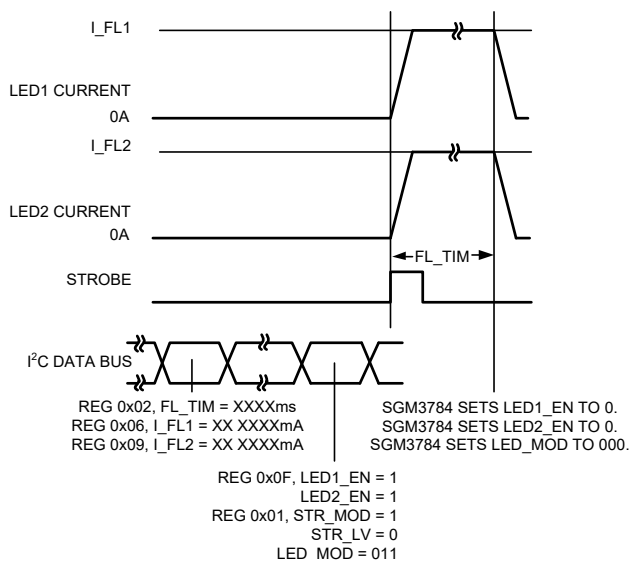 I_FL1
LED1 CURRENT
0A
I_FL2
LED2 CURRENT
0A
FL_TIM
STROBE
I²C DATA BUS
REG 0x02, FL_TIM = XXXXms
REG 0x06, I_FL1 = XX XXXXmA
REG 0x09, I_FL2 = XX XXXXmA
SGM3784 SETS LED1_EN TO 0.
SGM3784 SETS LED2_EN TO 0.
SGM3784 SETS LED_MOD TO 000.
REG 0x0F, LED1_EN = 1
LED2_EN = 1
REG 0x01, STR_MOD = 1
STR_LV = 0
LED_MOD = 011